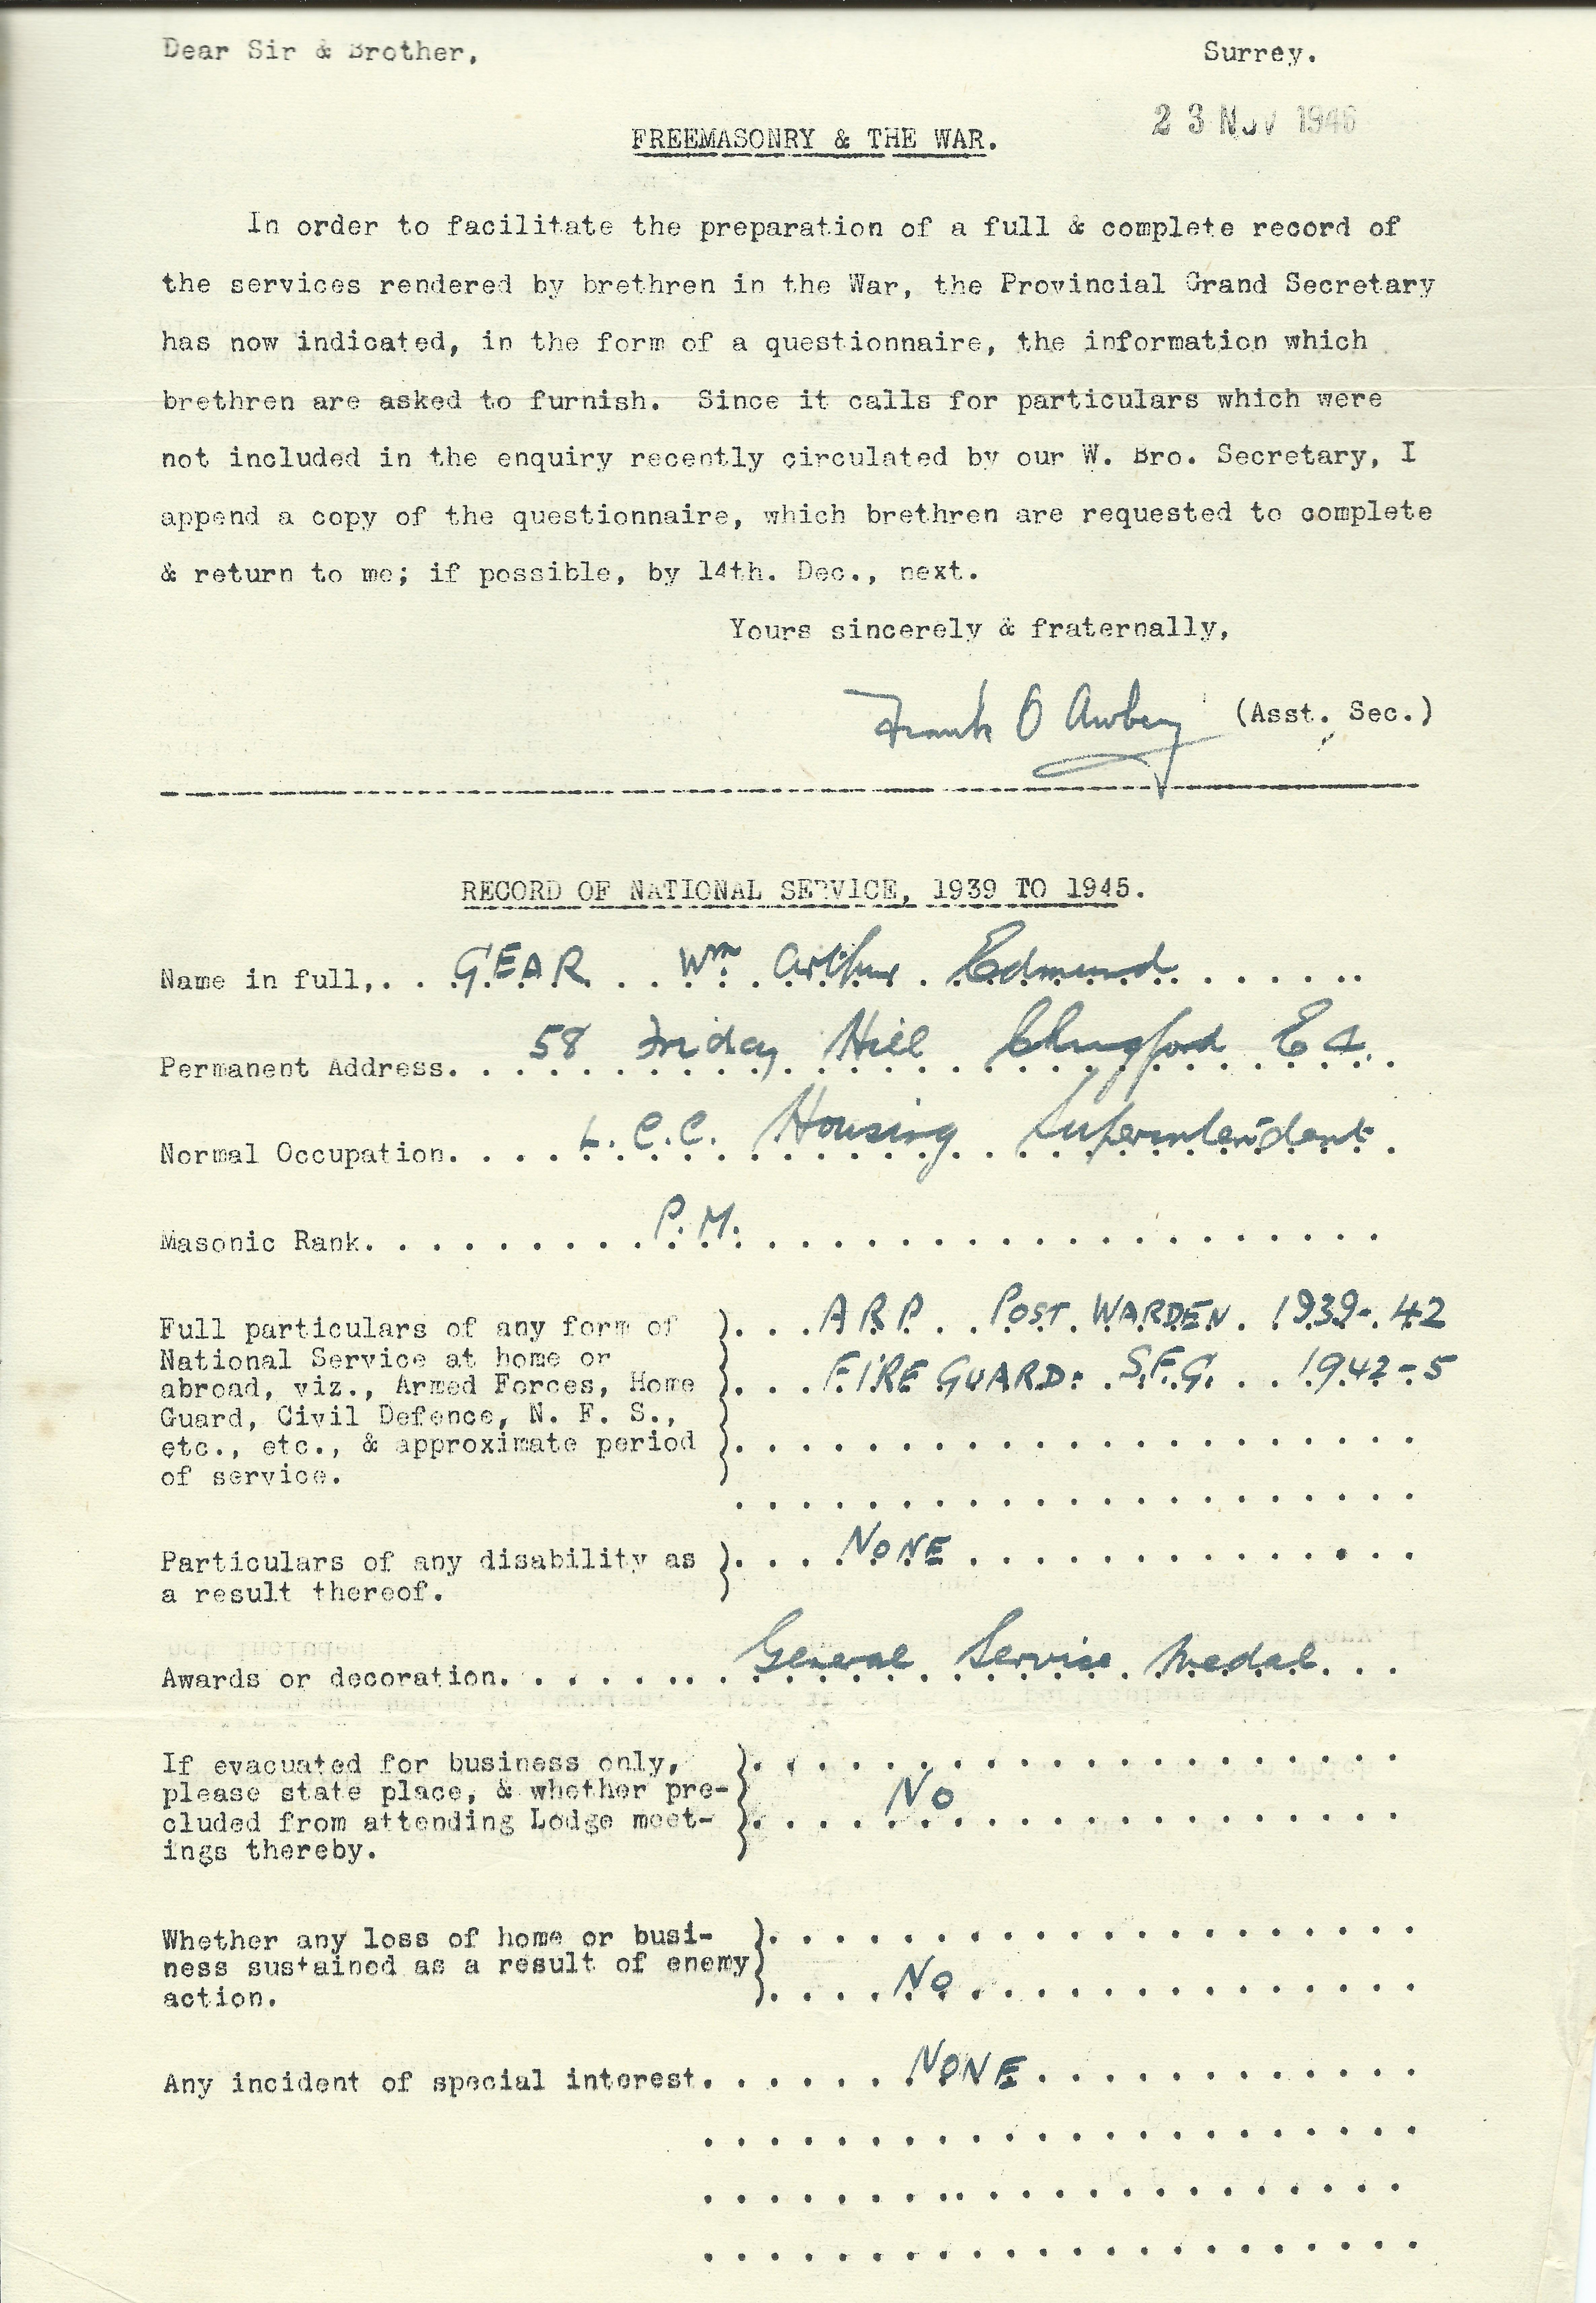 Dear Sir & Brother,
Surrey.
23 NOV 1946
FREEMASONRY & THE WAR.
In order to facilitate the preparation of a full & complete record of
the services rendered by brethren in the War, the Provincial Grand Secretary
has now indicated, in the form of a questionnaire, the information which
brethren are asked to furnish. Since it calls for particulars which were
not included in the enquiry recently circulated by our W. Bro. Secretary, I
append a copy of the questionnaire, which brethren are requested to complete
& return to me; if possible, by 14th. Dec., next.
Yours sincerely & fraternally,
Frank O Awbery (Asst. Sec.)
RECORD OF NATIONAL SERVICE, 1939 TO 1945.
Name in full,. . GEAR Wm Arthur Edmund
Permanent Address. 58 Friday Hill Chingford E4.
Normal Occupation. L.C.C. Housing Superintendent.
Masonic Rank. P.M.
Full particulars of any form of ) ARP. Post WARDEN. 1939-42
National Service at home or
abroad, viz., Armed Forces, Home ) FIRE GUARD: S.F.G. 1942-5
Guard, Civil Defence, N. F. S.,
etc., etc., & approximate period
of service.
Particulars of any disability as ) NONE
a result thereof.
Awards or decoration. General Service Medal
If evacuated for business only,
please state place, & whether pre- No
cluded from attending Lodge meet-
ings thereby.
Whether any loss of home or busi-
ness sustained as a result of enemy No
action.
Any incident of special interest. NONE